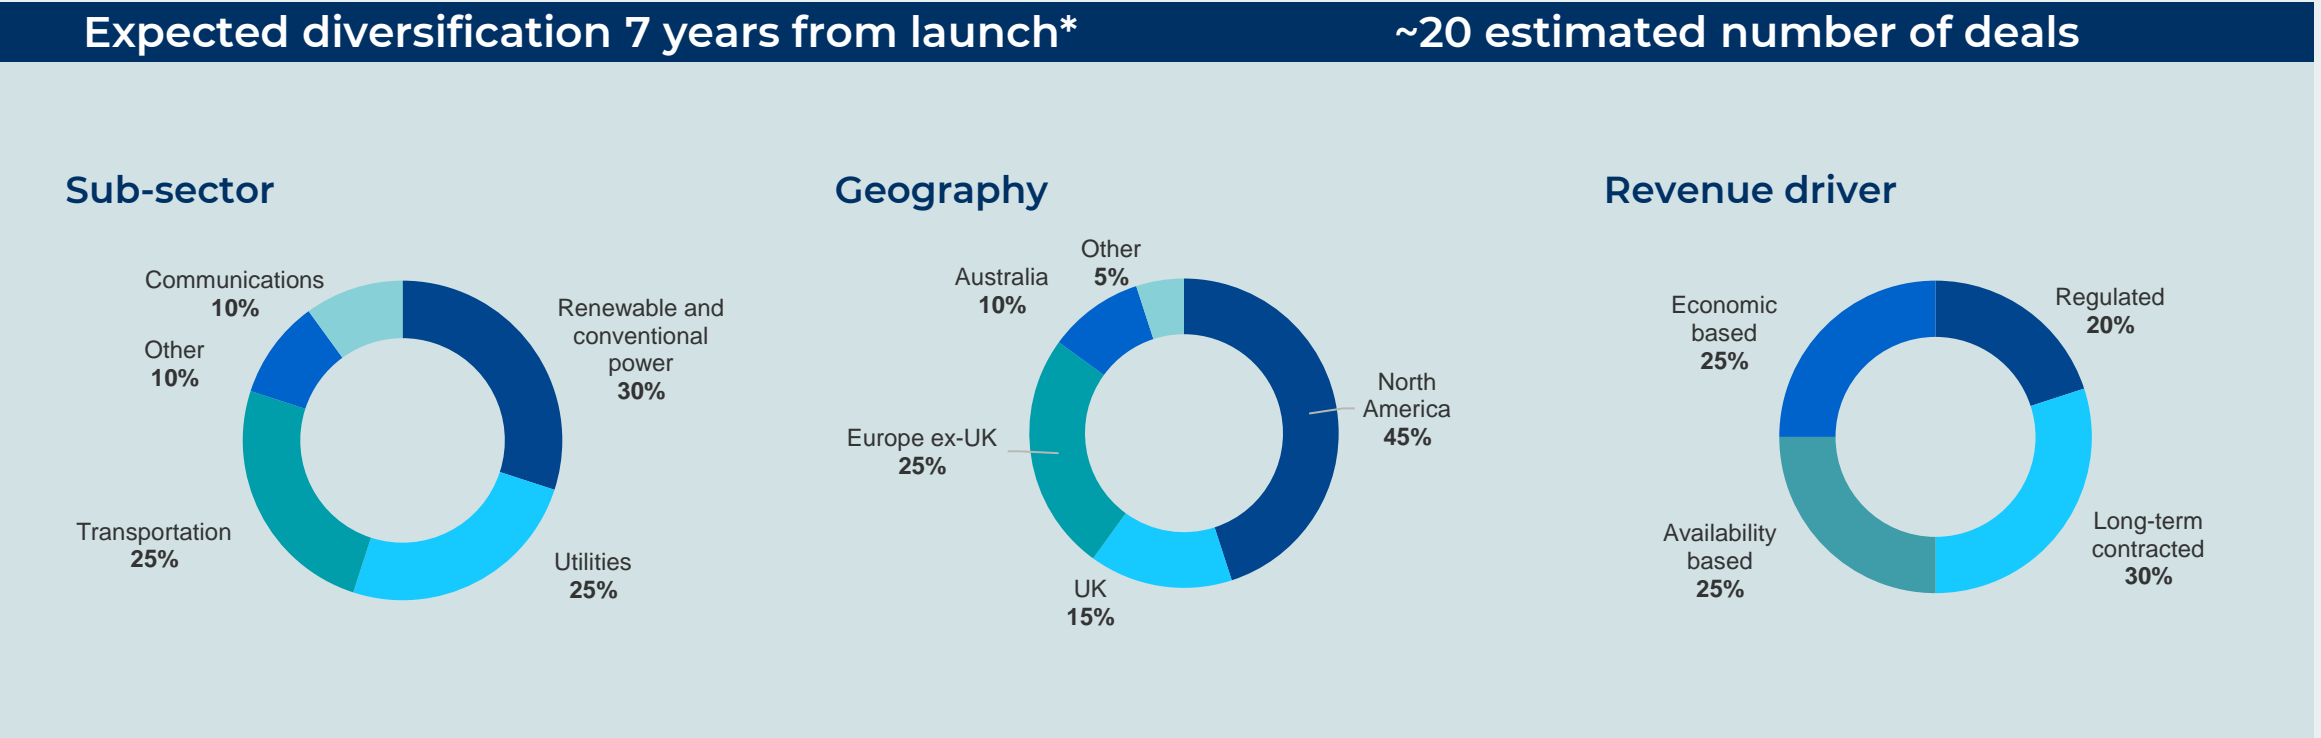 Expected diversification 7 years from launch*
~20 estimated number of deals
Sub-sector
Communications
10%
Other
10%
Renewable and
conventional
power
30%
Transportation
25%
Utilities
25%
Geography
Other
5%
Australia
10%
North
America
45%
Europe ex-UK
25%
UK
15%
Revenue driver
Economic
based
25%
Regulated
20%
Availability
based
25%
Long-term
contracted
30%